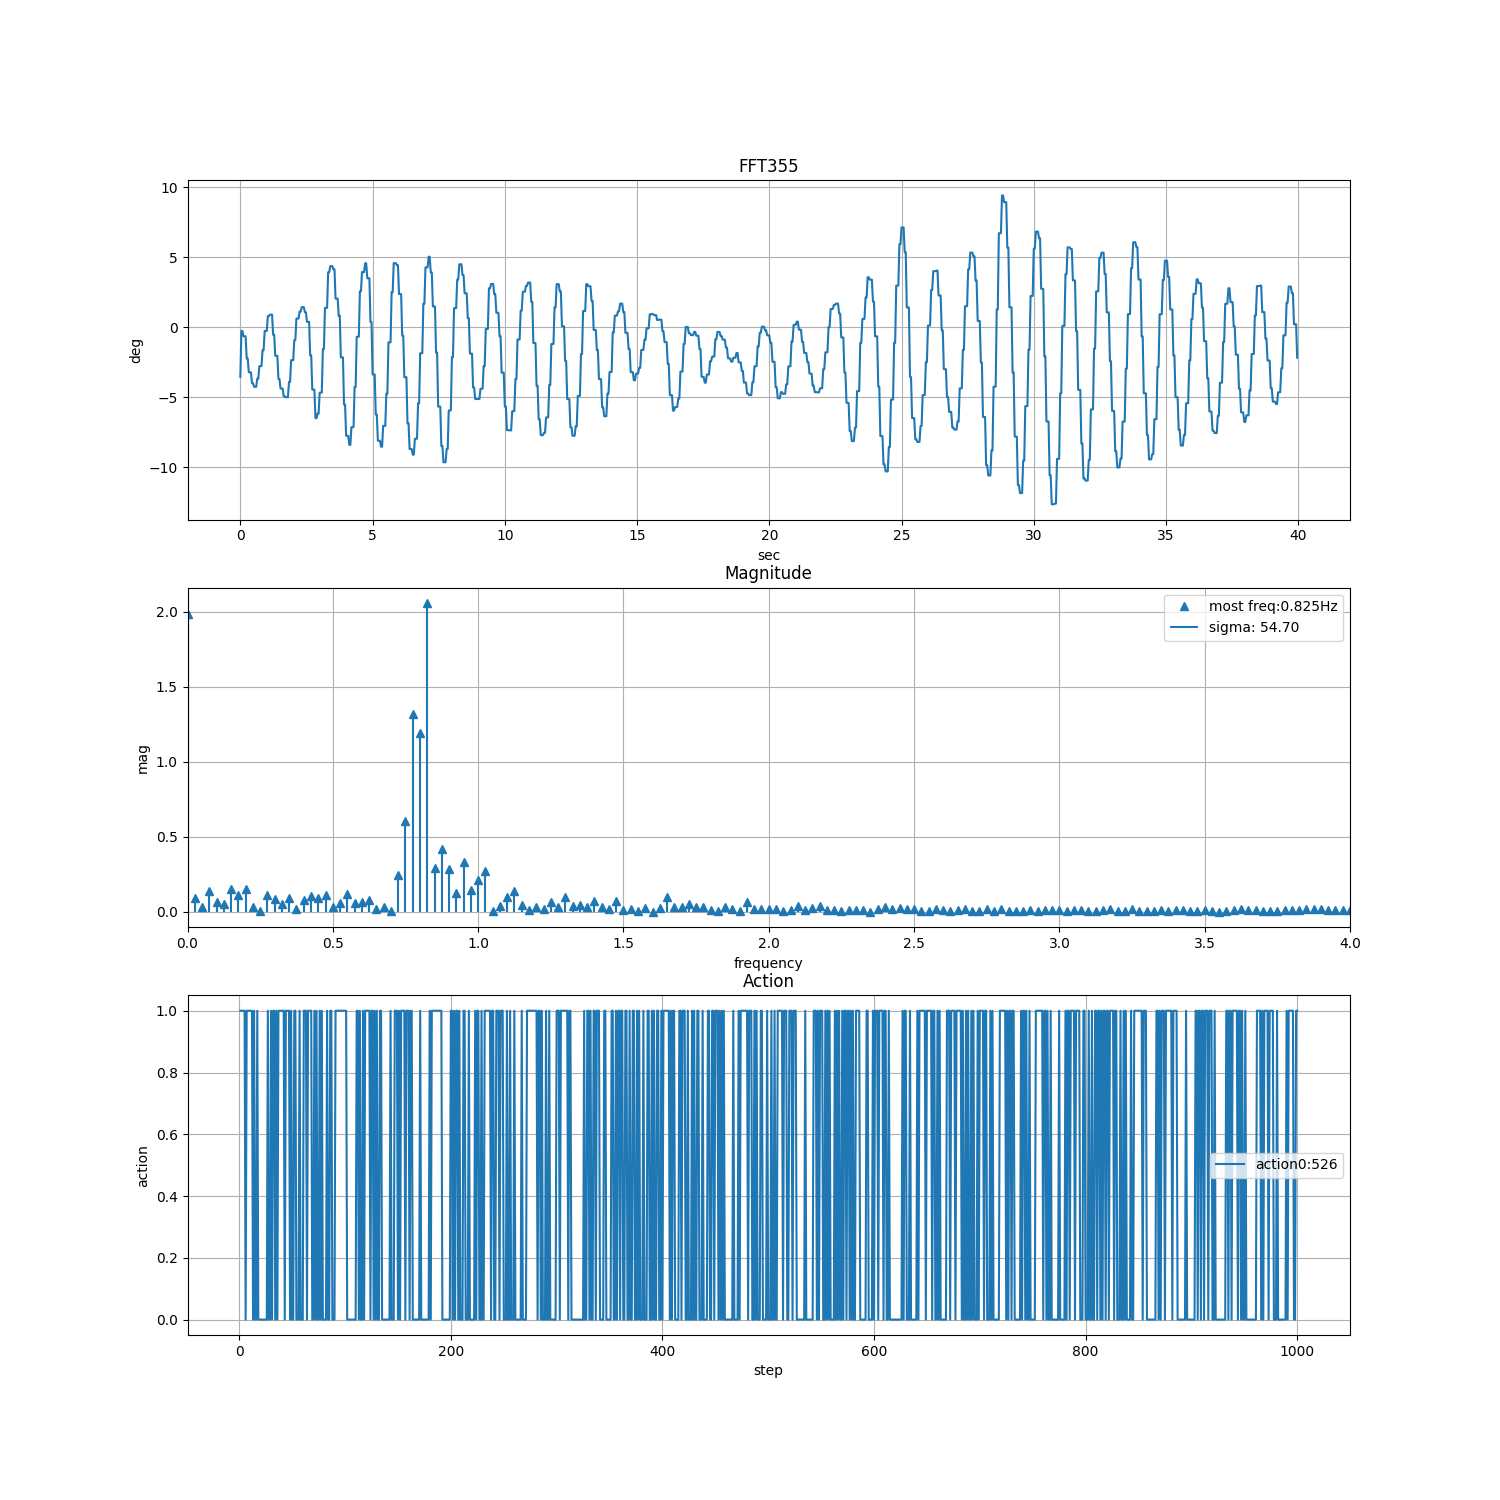 FFT355
10
5
0
−5
−10
deg
0 5 10 15 20 25 30 35 40
sec
Magnitude
2.0
1.5
1.0
0.5
0.0
mag
most freq:0.825Hz
sigma: 54.70
0.0 0.5 1.0 1.5 2.0 2.5 3.0 3.5 4.0
frequency
Action
1.0
0.8
0.6
0.4
0.2
0.0
action
action0:526
0 200 400 600 800 1000
step